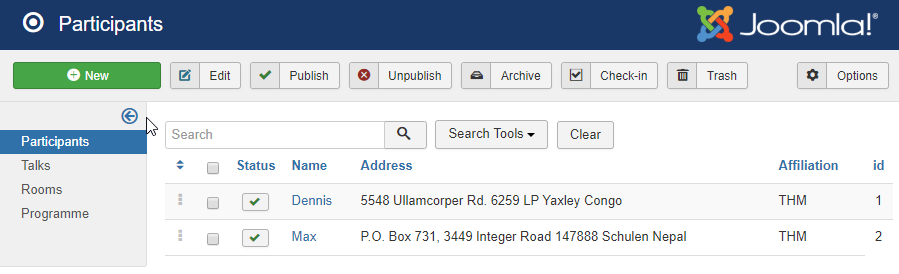 Participants
Joomla!®
New Edit Publish Unpublish Archive Check-in Trash Options
Participants
Talks
Rooms
Programme
Search Search Tools Clear
Status Name Address Affiliation id
Dennis 5548 Ullamcorper Rd. 6259 LP Yaxley Congo THM 1
Max P.O. Box 731, 3449 Integer Road 147888 Schulen Nepal THM 2